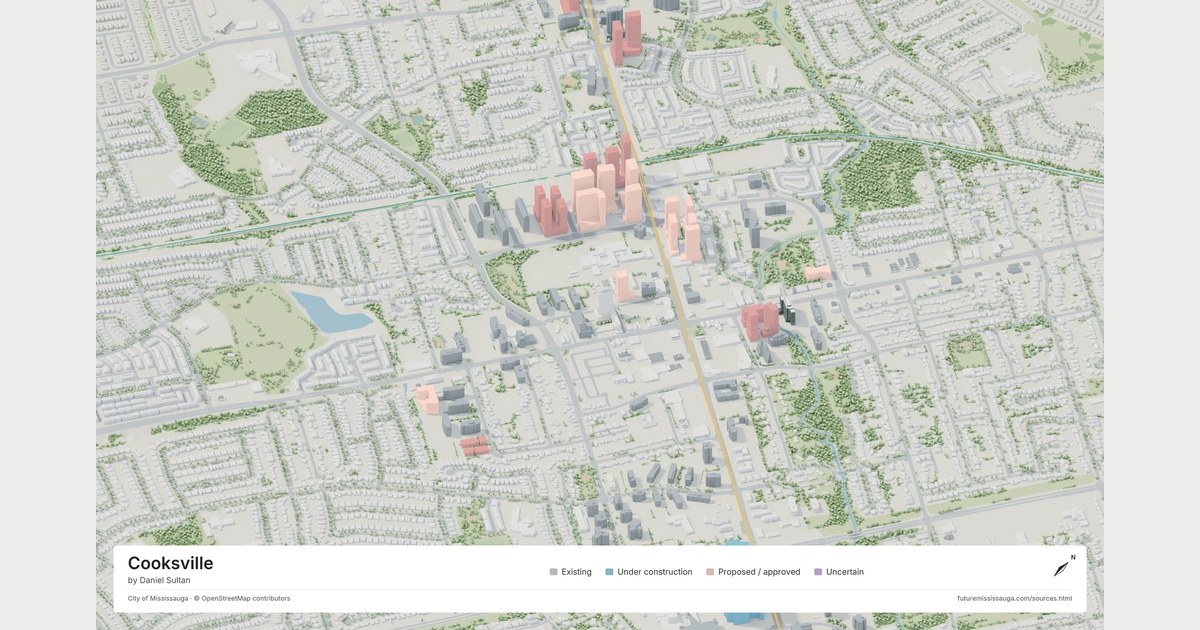 Cooksville
by Daniel Sultan
Existing
Under construction
Proposed / approved
Uncertain
N
City of Mississauga · © OpenStreetMap contributors
futuremississauga.com/sources.html